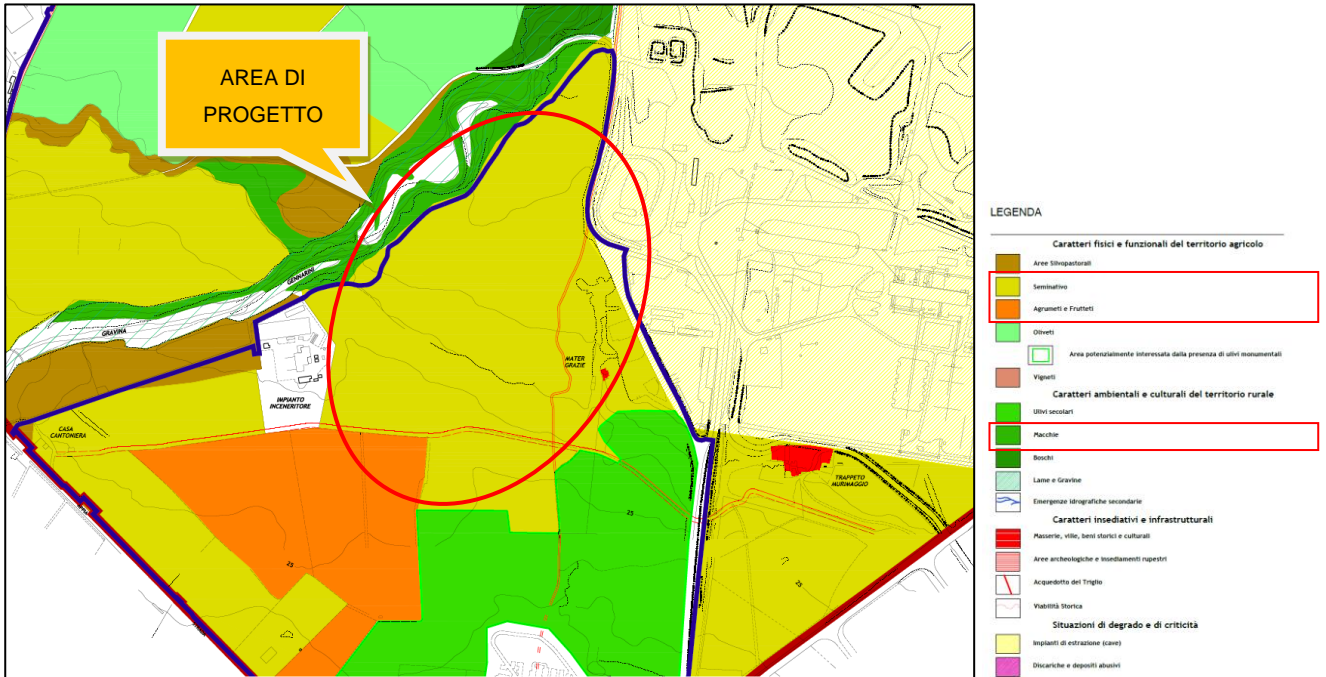 AREA DI
PROGETTO
GENNARINI
GRAVINA
IMPIANTO
INCENERITORE
MATER
GRAZIE
CASA
CANTONIERA
TRAPPETO
MURINAGGIO
25
25
25
LEGENDA
Caratteri fisici e funzionali del territorio agricolo
Aree Silvopastorali
Seminativo
Agrumeti e Frutteti
Oliveti
Area potenzialmente interessata dalla presenza di ulivi monumentali
Vigneti
Caratteri ambientali e culturali del territorio rurale
Ulivi secolari
Macchie
Boschi
Lame e Gravine
Emergenze idrografiche secondarie
Caratteri insediativi e infrastrutturali
Masserie, ville, beni storici e culturali
Aree archeologiche e insediamenti rupestri
Acquedotto del Triglio
Viabilità Storica
Situazioni di degrado e di criticità
Impianti di estrazione (cave)
Discariche e depositi abusivi